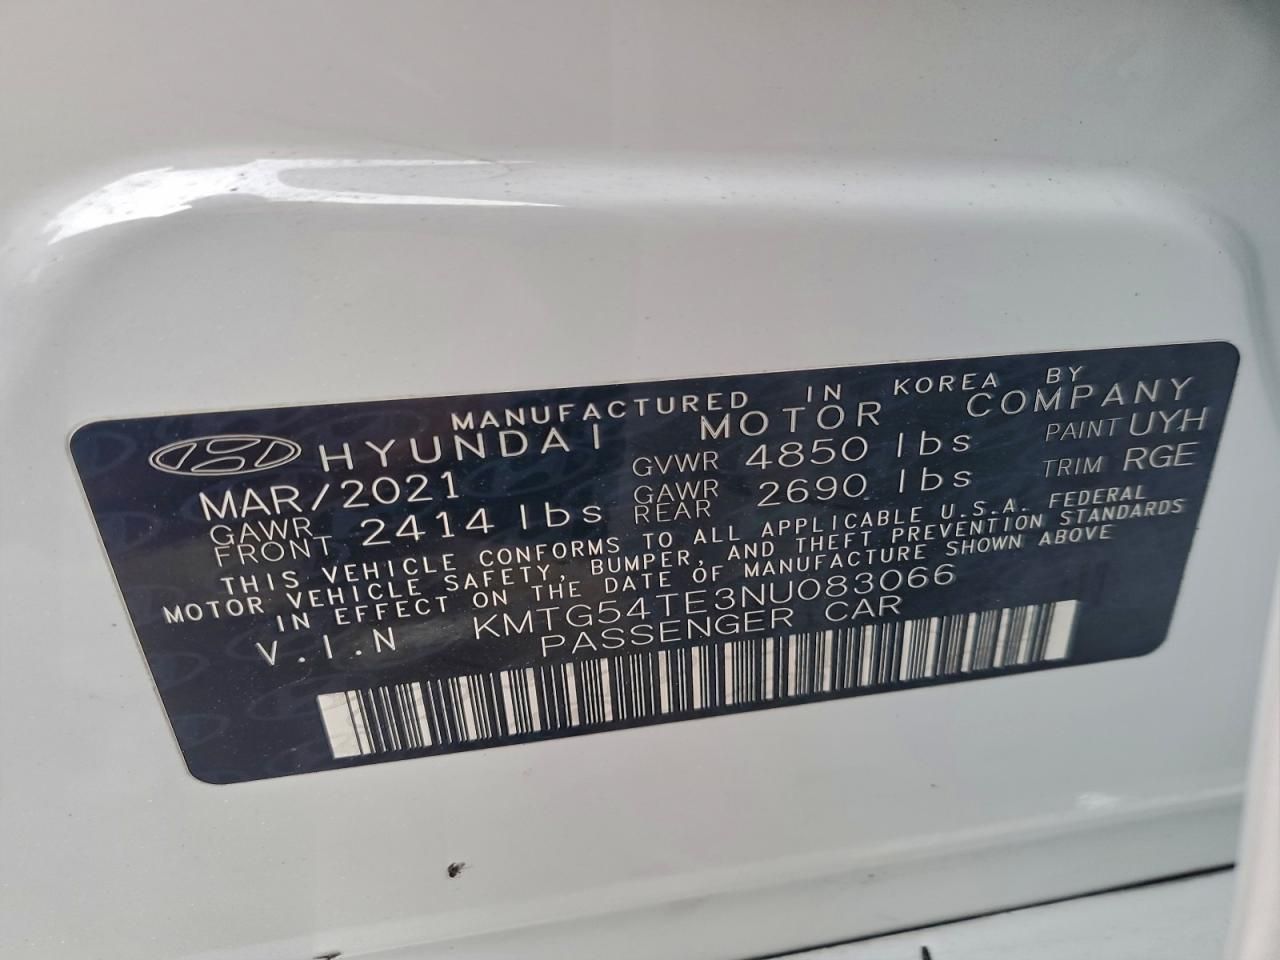 MANUFACTURED IN KOREA BY
HYUNDAI MOTOR COMPANY
MAR/2021 GVWR 4850 lbs PAINT UYH
GAWR FRONT 2414 lbs GAWR REAR 2690 lbs TRIM RGE
THIS VEHICLE CONFORMS TO ALL APPLICABLE U.S.A. FEDERAL
MOTOR VEHICLE SAFETY, BUMPER, AND THEFT PREVENTION STANDARDS
IN EFFECT ON THE DATE OF MANUFACTURE SHOWN ABOVE
V.I.N KMTG54TE3NU083066
PASSENGER CAR